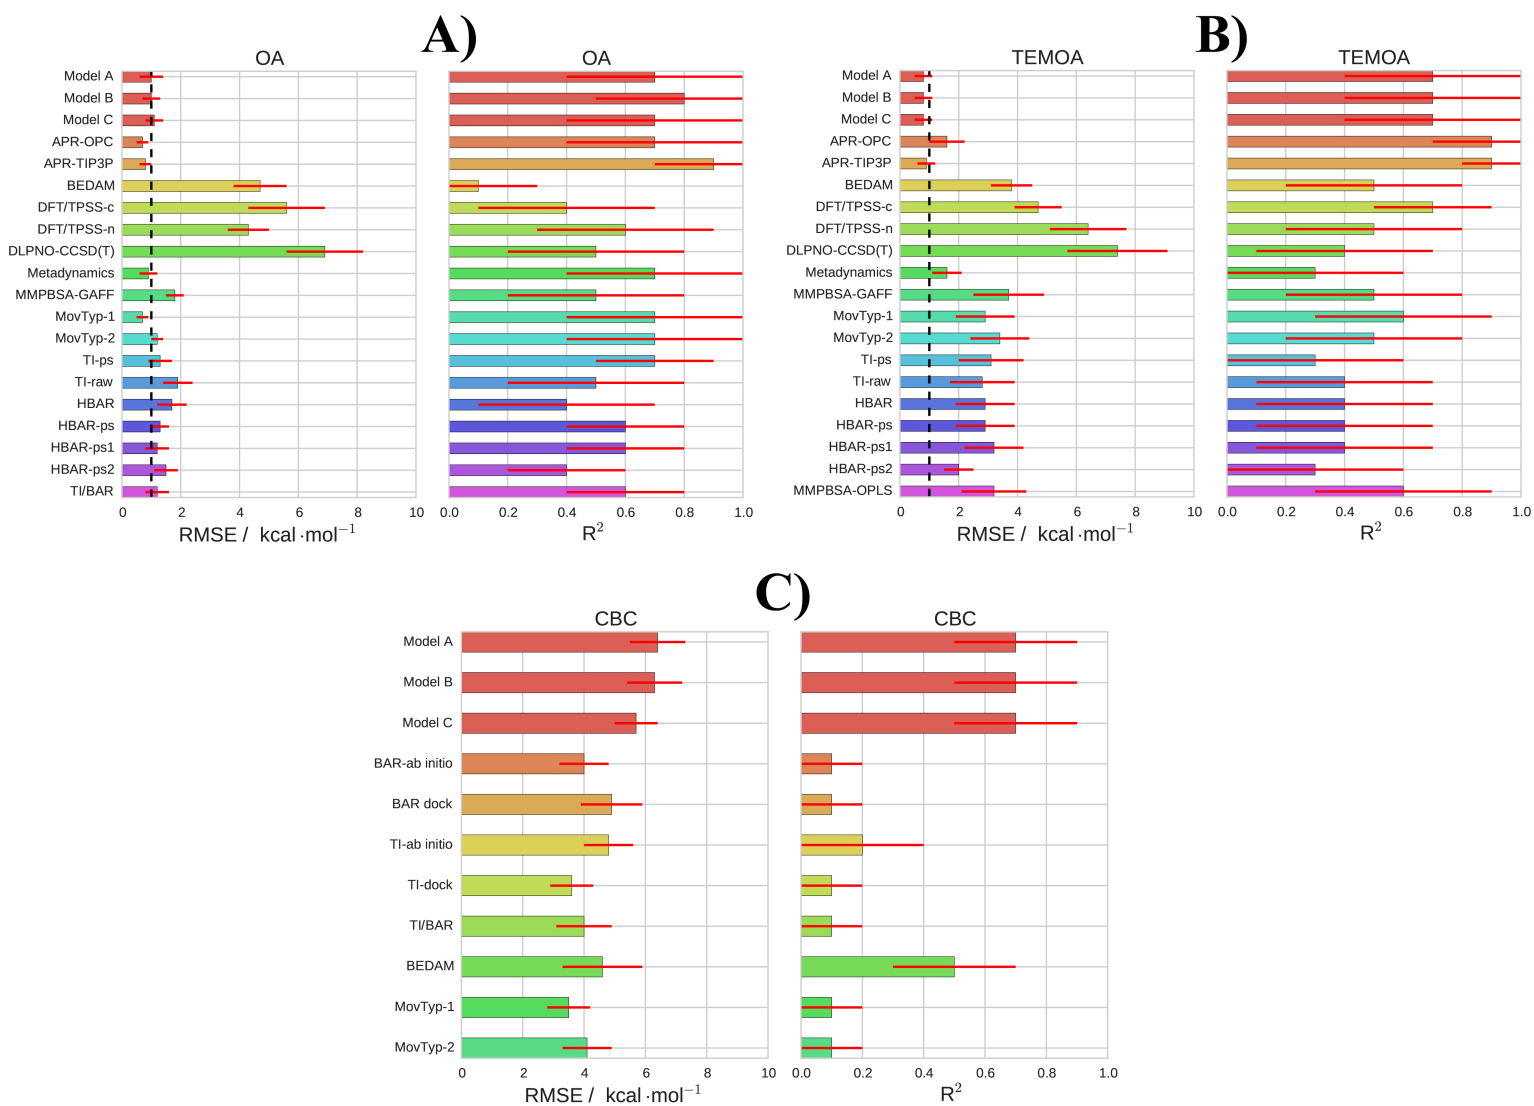 A)
B)
OA
OA
TEMOA
TEMOA
Model A
Model B
Model C
APR-OPC
APR-TIP3P
BEDAM
DFT/TPSS-c
DFT/TPSS-n
DLPNO-CCSD(T)
Metadynamics
MMPBSA-GAFF
MovTyp-1
MovTyp-2
TI-ps
TI-raw
HBAR
HBAR-ps
HBAR-ps1
HBAR-ps2
TI/BAR
0 2 4 6 8 10
RMSE / kcal·mol⁻¹
0.0 0.2 0.4 0.6 0.8 1.0
R²
Model A
Model B
Model C
APR-OPC
APR-TIP3P
BEDAM
DFT/TPSS-c
DFT/TPSS-n
DLPNO-CCSD(T)
Metadynamics
MMPBSA-GAFF
MovTyp-1
MovTyp-2
TI-ps
TI-raw
HBAR
HBAR-ps
HBAR-ps1
HBAR-ps2
MMPBSA-OPLS
0 2 4 6 8 10
RMSE / kcal·mol⁻¹
0.0 0.2 0.4 0.6 0.8 1.0
R²
C)
CBC
CBC
Model A
Model B
Model C
BAR-ab initio
BAR dock
TI-ab initio
TI-dock
TI/BAR
BEDAM
MovTyp-1
MovTyp-2
0 2 4 6 8 10
RMSE / kcal·mol⁻¹
0.0 0.2 0.4 0.6 0.8 1.0
R²